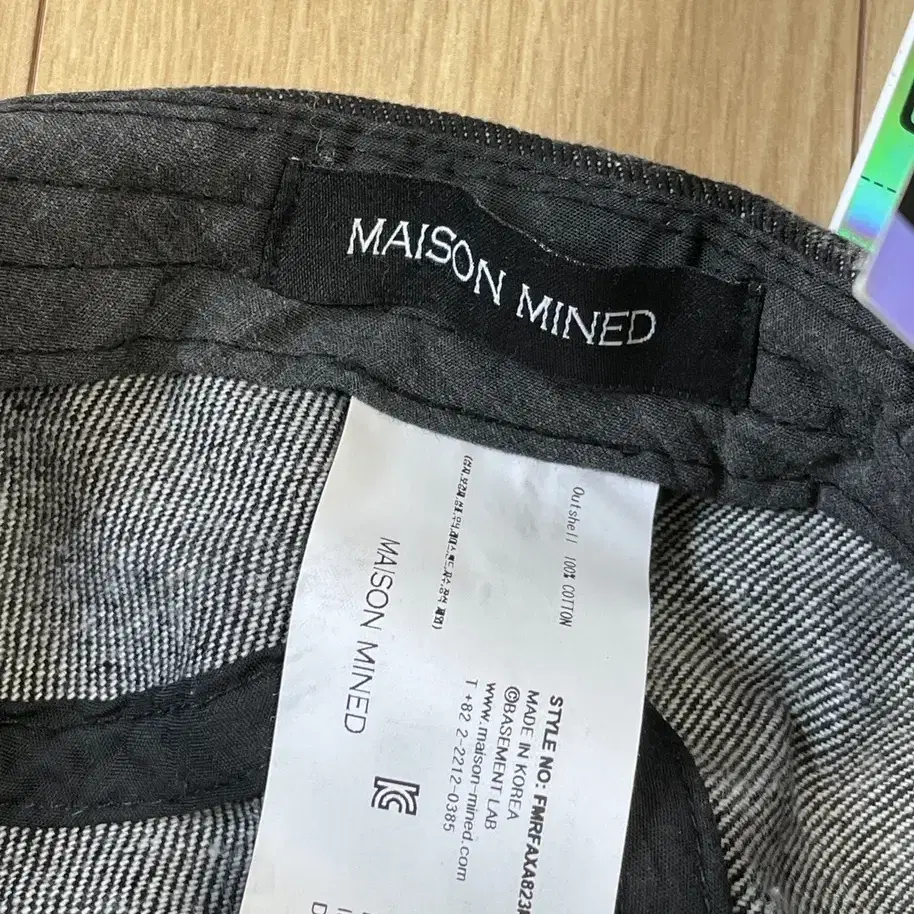 MAISON MINED
Outshell 100% COTTON
MAISON MINED
STYLE NO: FMRFAXA823
MADE IN KOREA
©BASEMENT LAB
www.maison-mined.com
T +82 2-2212-0385